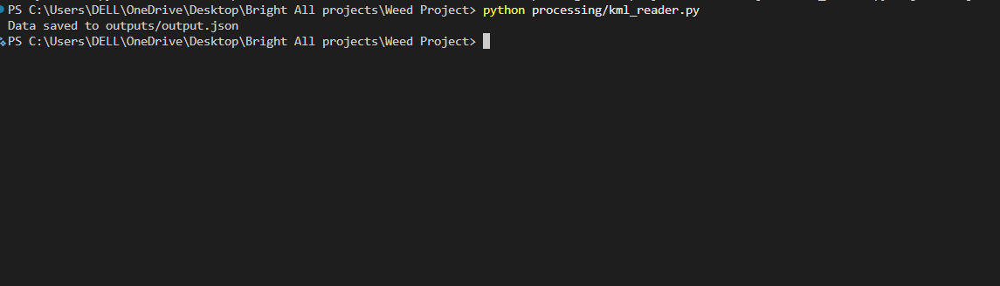 PS C:\Users\DELL\OneDrive\Desktop\Bright All projects\Weed Project> python processing/kml_reader.py
Data saved to outputs/output.json
PS C:\Users\DELL\OneDrive\Desktop\Bright All projects\Weed Project>